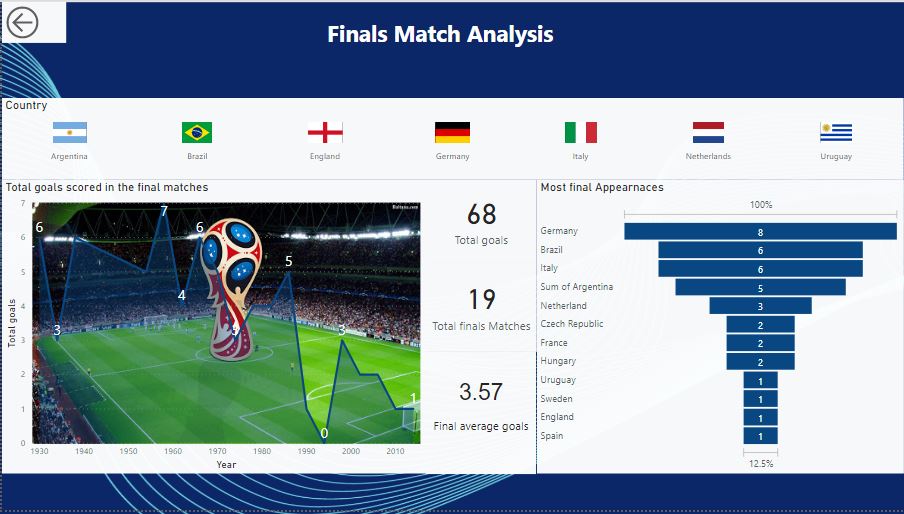 Finals Match Analysis
Country
Argentina
Brazil
England
Germany
Italy
Netherlands
Uruguay
Total goals scored in the final matches
7
6
5
4
3
2
1
0
Total goals
6
3
7
4
6
3
5
0
3
1
1930
1940
1950
1960
1970
1980
1990
2000
2010
Year
68
Total goals
19
Total finals Matches
3.57
Final average goals
Most final Appearnaces
100%
Germany 8
Brazil 6
Italy 6
Sum of Argentina 5
Netherland 3
Czech Republic 2
France 2
Hungary 2
Uruguay 1
Sweden 1
England 1
Spain 1
12.5%